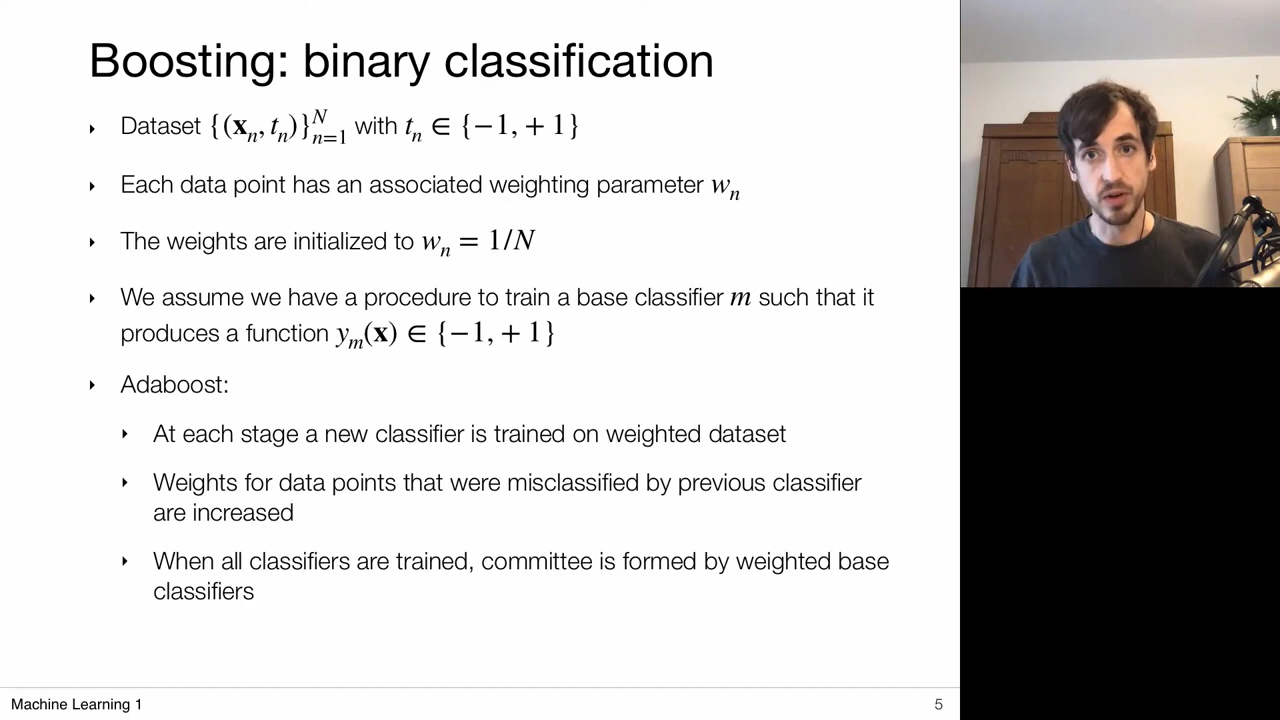 Boosting: binary classification
‣ Dataset {(𝐱ₙ, tₙ)}ᴺₙ₌₁ with tₙ ∈ {−1, + 1}
‣ Each data point has an associated weighting parameter wₙ
‣ The weights are initialized to wₙ = 1/N
‣ We assume we have a procedure to train a base classifier m such that it
produces a function yₘ(𝐱) ∈ {−1, + 1}
‣ Adaboost:
‣ At each stage a new classifier is trained on weighted dataset
‣ Weights for data points that were misclassified by previous classifier
are increased
‣ When all classifiers are trained, committee is formed by weighted base
classifiers
Machine Learning 1
5